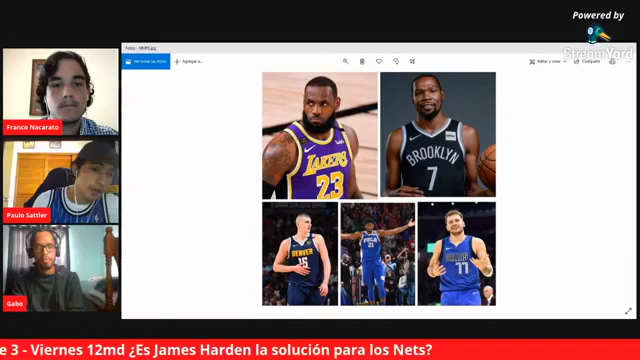 Powered by
StreamYard
Fotos - MVPS.jpg
Ver todas las fotos
Agregar a...
Editar y crear
Compartir
Franco Nacarato
Paulo Sattler
Gabo
LAKERS
23
BROOKLYN
7
DENVER
15
PHILA
21
DALLAS
77
e 3 - Viernes 12md ¿Es James Harden la solución para los Nets?